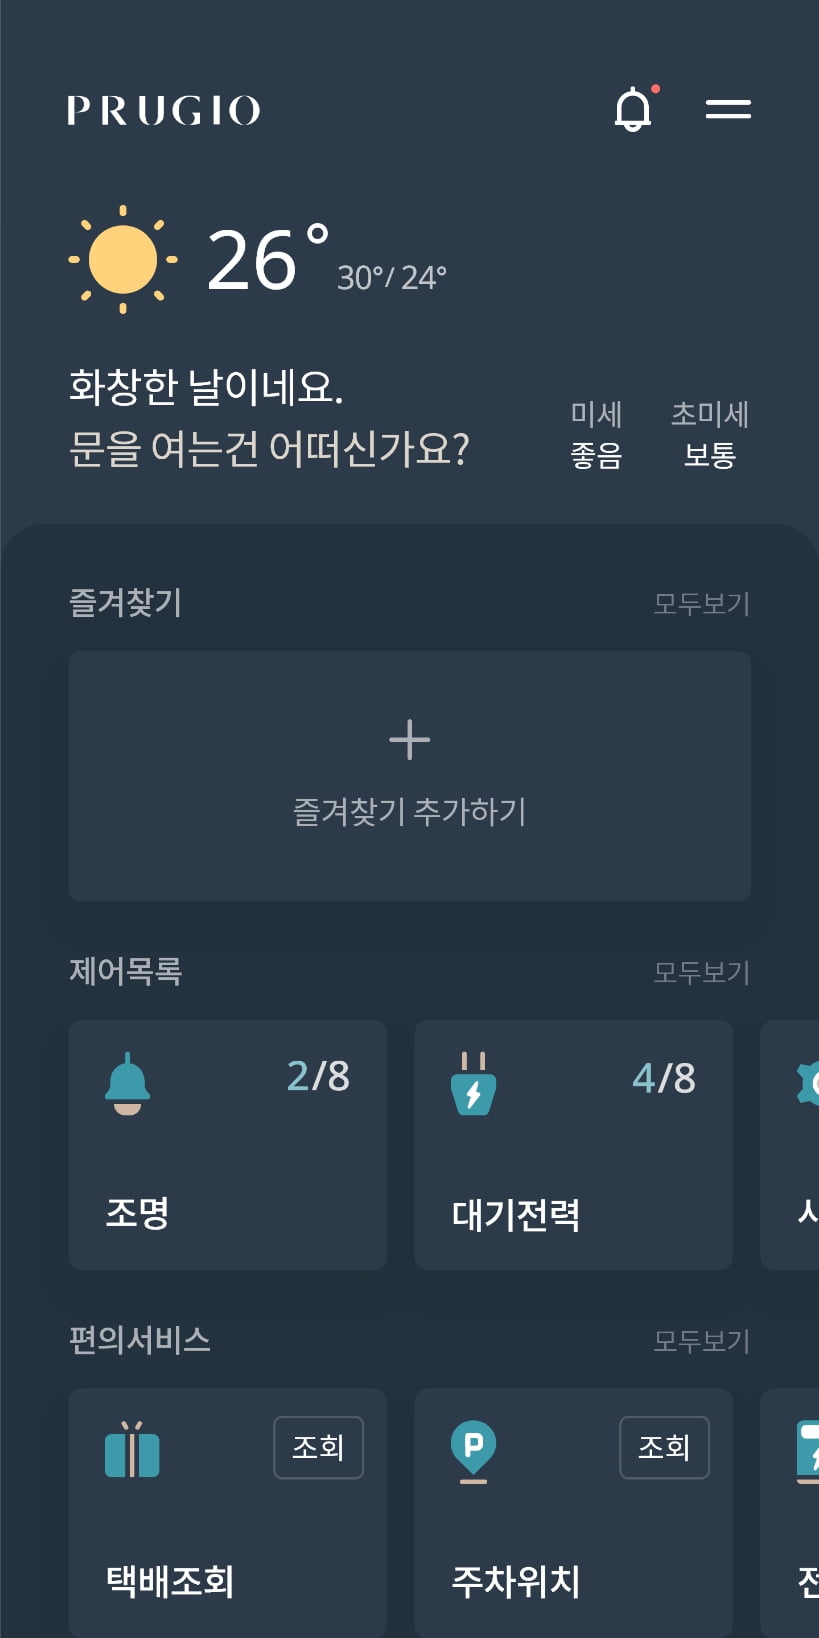 PRUGIO
26° 30°/ 24°
화창한 날이네요.
문을 여는건 어떠신가요?
미세 초미세
좋음 보통
즐겨찾기 모두보기
즐겨찾기 추가하기
제어목록 모두보기
2/8 4/8
조명 대기전력
편의서비스 모두보기
조회 P 조회
택배조회 주차위치